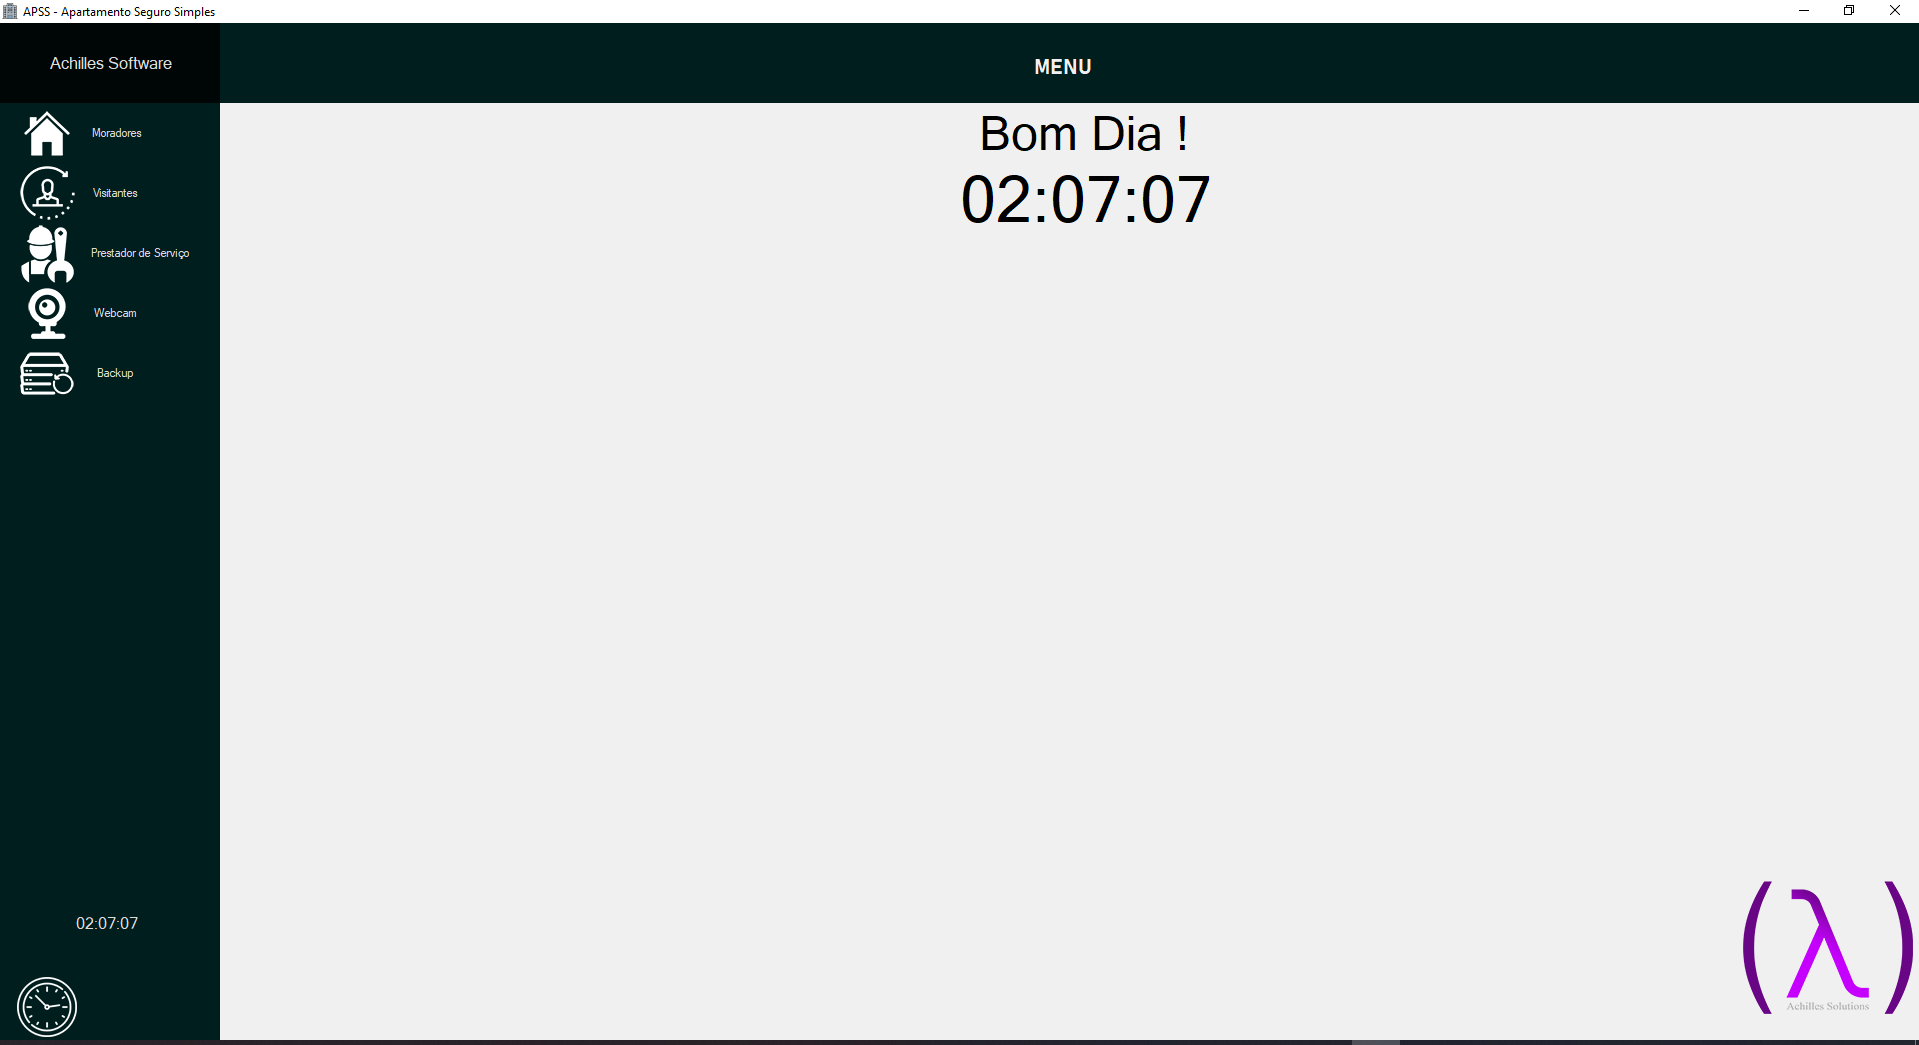 APSS - Apartamento Seguro Simples
Achilles Software
MENU
Moradores
Visitantes
Prestador de Serviço
Webcam
Backup
Bom Dia !
02:07:07
02:07:07
(λ)
Achilles Solutions